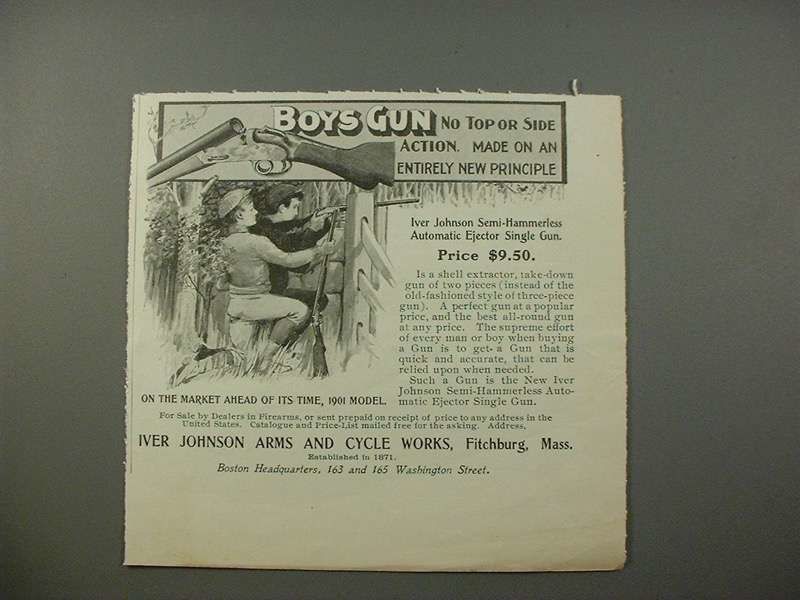 BOYS GUN NO TOP OR SIDE
ACTION. MADE ON AN
ENTIRELY NEW PRINCIPLE
Iver Johnson Semi-Hammerless
Automatic Ejector Single Gun.
Price $9.50.
Is a shell extractor, take-down
gun of two pieces (instead of the
old-fashioned style of three-piece
gun). A perfect gun at a popular
price, and the best all-round gun
at any price. The supreme effort
of every man or boy when buying
a Gun is to get a Gun that is
quick and accurate, that can be
relied upon when needed.
Such a Gun is the New Iver
Johnson Semi-Hammerless Auto-
matic Ejector Single Gun.
ON THE MARKET AHEAD OF ITS TIME, 1901 MODEL.
For Sale by Dealers in Firearms, or sent prepaid on receipt of price to any address in the
United States. Catalogue and Price-List mailed free for the asking. Address,
IVER JOHNSON ARMS AND CYCLE WORKS, Fitchburg, Mass.
Established in 1871.
Boston Headquarters, 163 and 165 Washington Street.